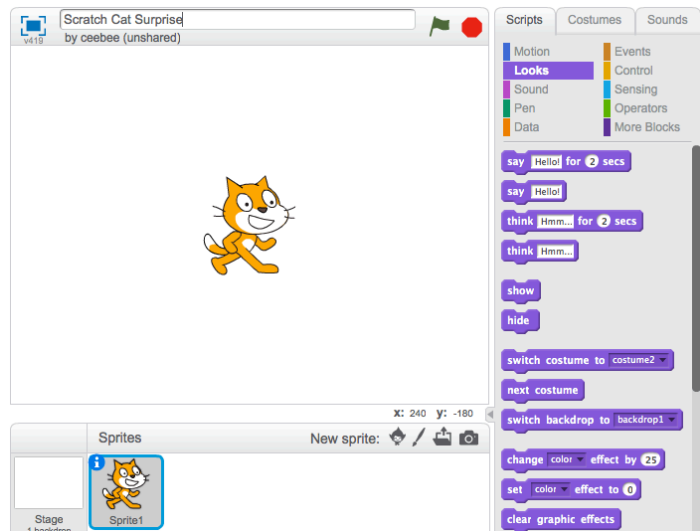 Scratch Cat Surprise
v419
by ceebee (unshared)
Scripts
Costumes
Sounds
Motion
Events
Looks
Control
Sound
Sensing
Pen
Operators
Data
More Blocks
say Hello! for 2 secs
say Hello!
think Hmm... for 2 secs
think Hmm...
show
hide
switch costume to costume2
next costume
switch backdrop to backdrop1
change color effect by 25
set color effect to 0
clear graphic effects
X: 240 y: -180
Sprites
New sprite:
Stage
1 backdrop
i
Sprite1